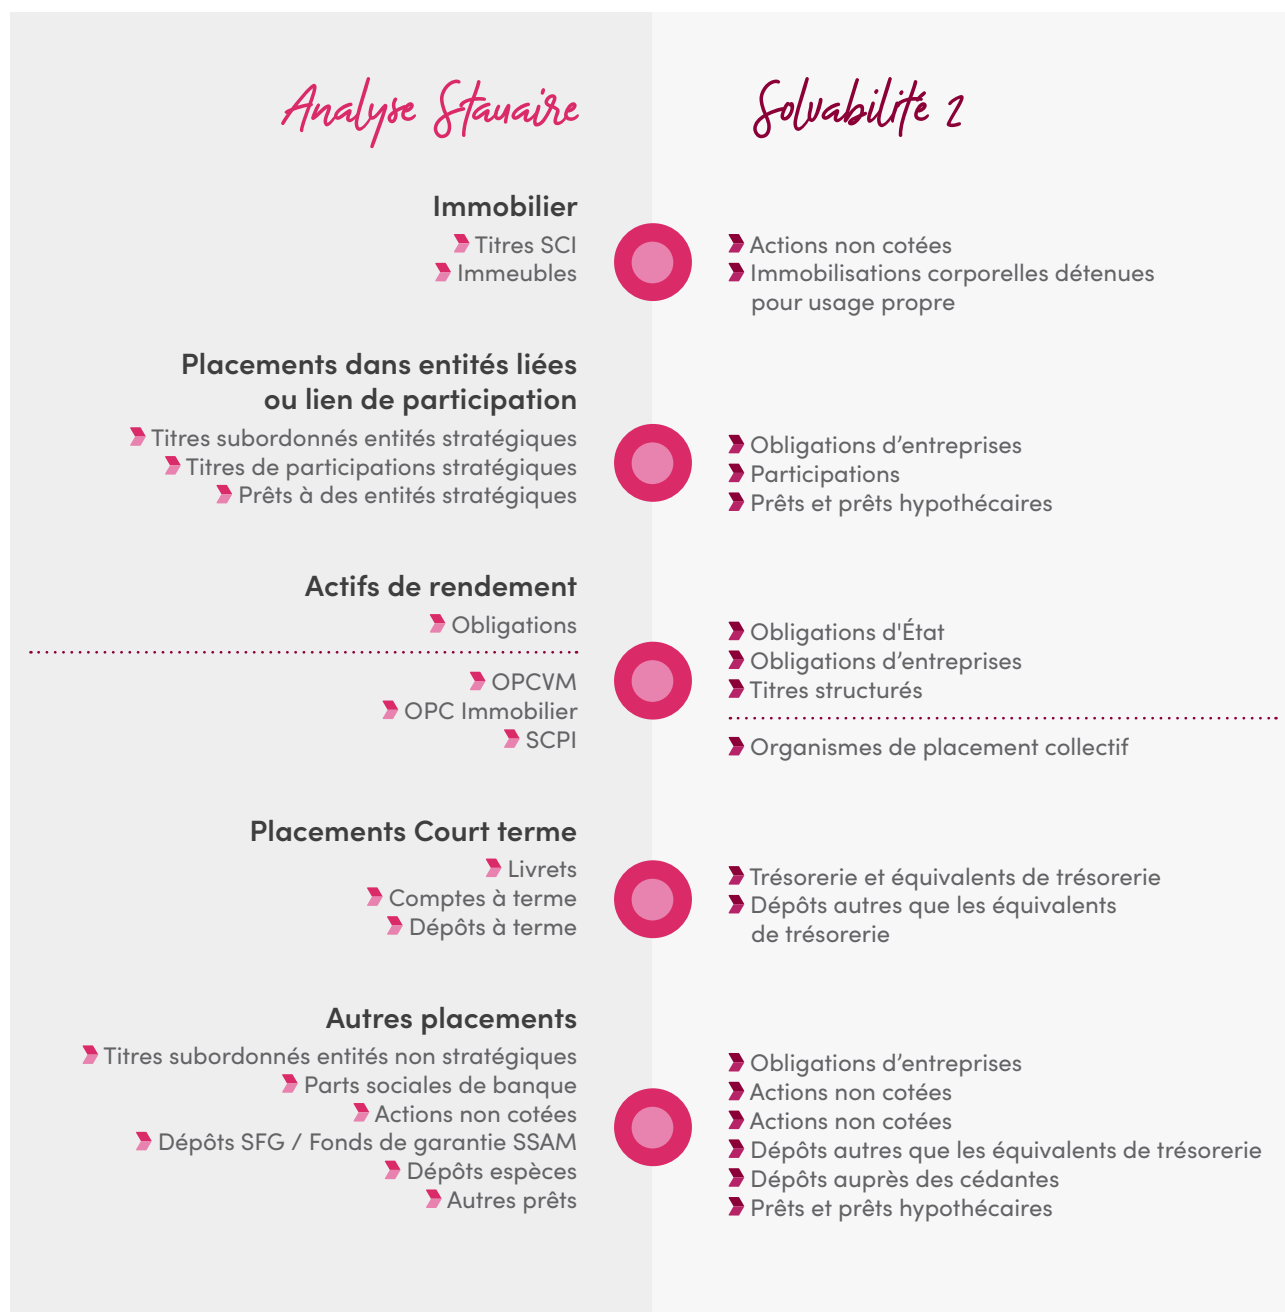 Analyse Stauaire
Solvabilité 2
Immobilier
Titres SCI
Immeubles
Actions non cotées
Immobilisations corporelles détenues
pour usage propre
Placements dans entités liées
ou lien de participation
Titres subordonnés entités stratégiques
Titres de participations stratégiques
Prêts à des entités stratégiques
Obligations d’entreprises
Participations
Prêts et prêts hypothécaires
Actifs de rendement
Obligations
OPCVM
OPC Immobilier
SCPI
Obligations d'État
Obligations d’entreprises
Titres structurés
Organismes de placement collectif
Placements Court terme
Livrets
Comptes à terme
Dépôts à terme
Trésorerie et équivalents de trésorerie
Dépôts autres que les équivalents
de trésorerie
Autres placements
Titres subordonnés entités non stratégiques
Parts sociales de banque
Actions non cotées
Dépôts SFG / Fonds de garantie SSAM
Dépôts espèces
Autres prêts
Obligations d’entreprises
Actions non cotées
Actions non cotées
Dépôts autres que les équivalents de trésorerie
Dépôts auprès des cédantes
Prêts et prêts hypothécaires